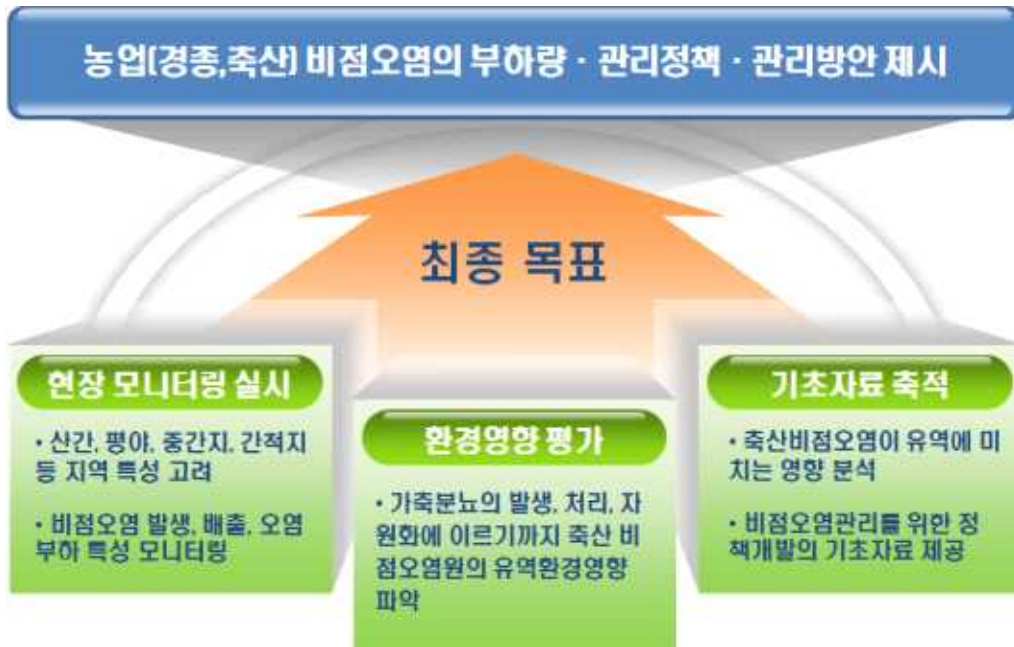 농업(경종,축산) 비점오염의 부하량 · 관리정책 · 관리방안 제시
최종 목표
현장 모니터링 실시
• 산간, 평야, 중간지, 간척지
등 지역 특성 고려
• 비점오염 발생, 배출, 오염
부하 특성 모니터링
환경영향 평가
• 가축분뇨의 발생, 처리, 자
원화에 이르기까지 축산 비
점오염원의 유역환경영향
파악
기초자료 축적
• 축산비점오염이 유역에 미
치는 영향 분석
• 비점오염관리를 위한 정
책개발의 기초자료 제공